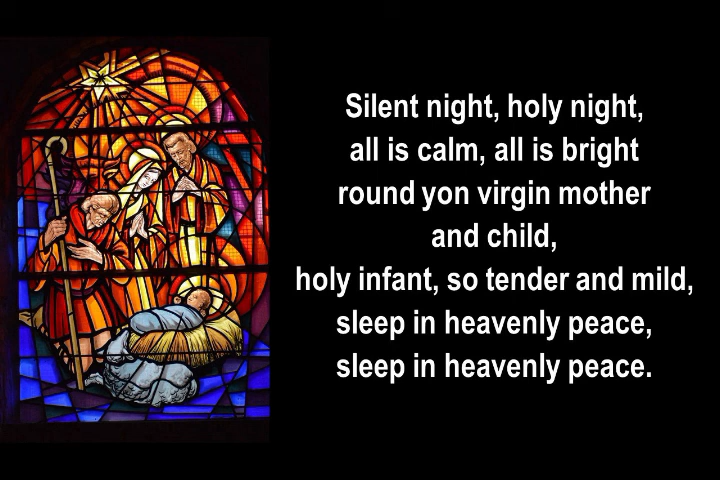 Silent night, holy night,
all is calm, all is bright
round yon virgin mother
and child,
holy infant, so tender and mild,
sleep in heavenly peace,
sleep in heavenly peace.